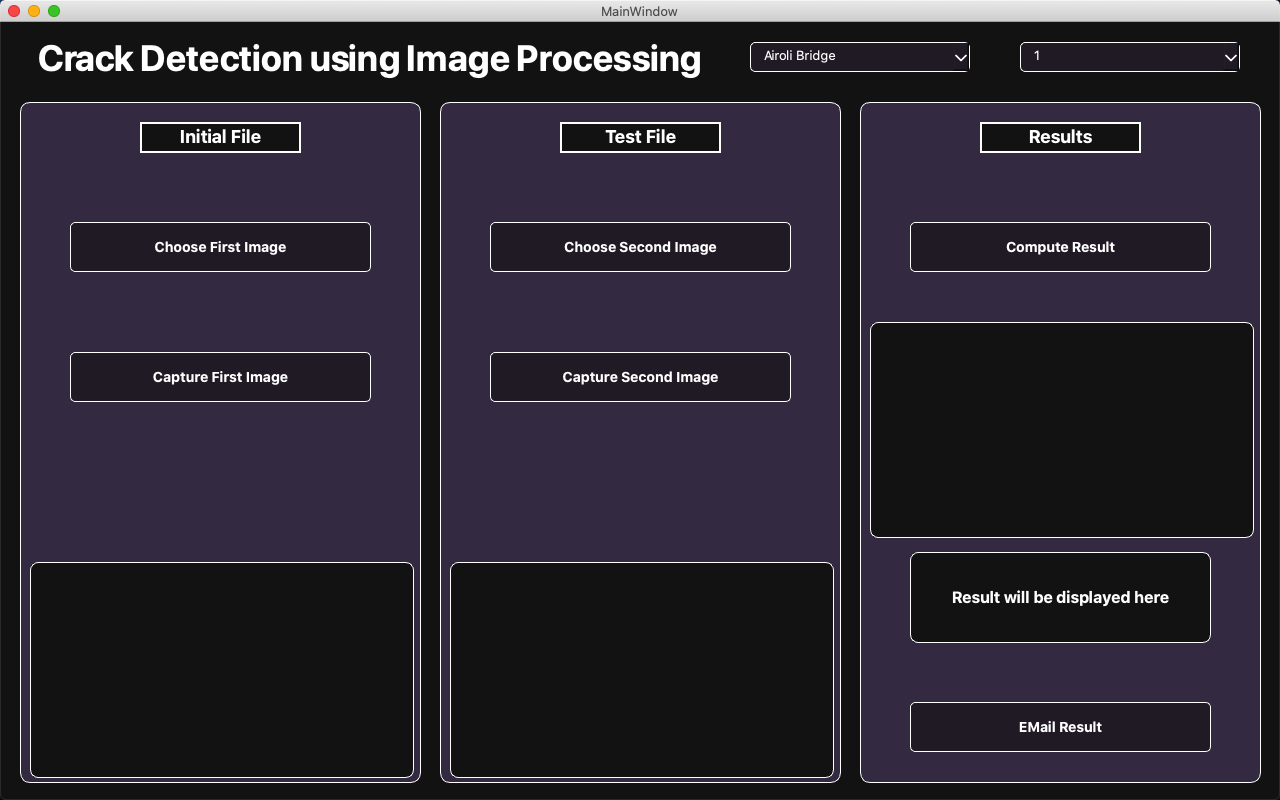 MainWindow
Crack Detection using Image Processing
Airoli Bridge
1
Initial File
Choose First Image
Capture First Image
Test File
Choose Second Image
Capture Second Image
Results
Compute Result
Result will be displayed here
EMail Result